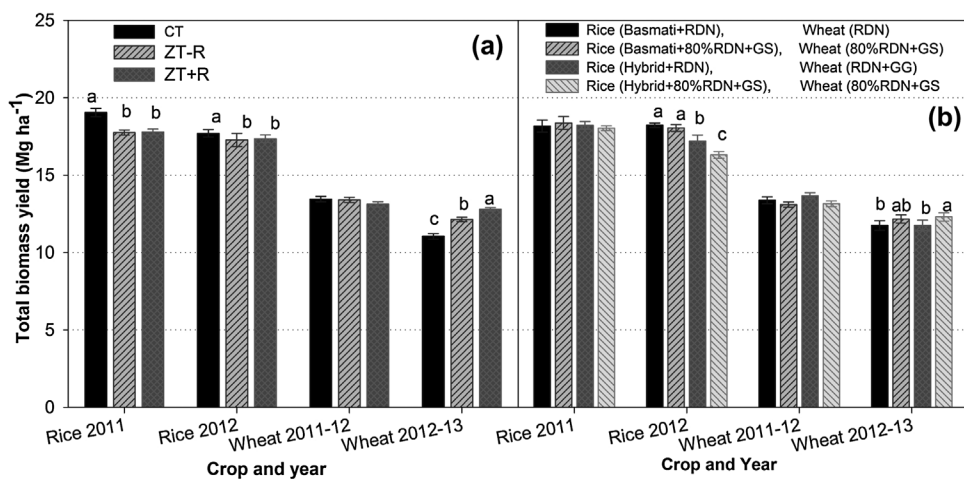 Total biomass yield (Mg ha-1)
25
20
15
10
5
0
CT
ZT-R
ZT+R
(a)
a b b
a b b
c b a
Rice 2011 Rice 2012 Wheat 2011-12 Wheat 2012-13
Crop and year
Rice (Basmati+RDN), Wheat (RDN)
Rice (Basmati+80%RDN+GS), Wheat (80%RDN+GS)
Rice (Hybrid+RDN), Wheat (RDN+GG)
Rice (Hybrid+80%RDN+GS), Wheat (80%RDN+GS
(b)
a a b c
b ab b a
Rice 2011 Rice 2012 Wheat 2011-12 Wheat 2012-13
Crop and Year